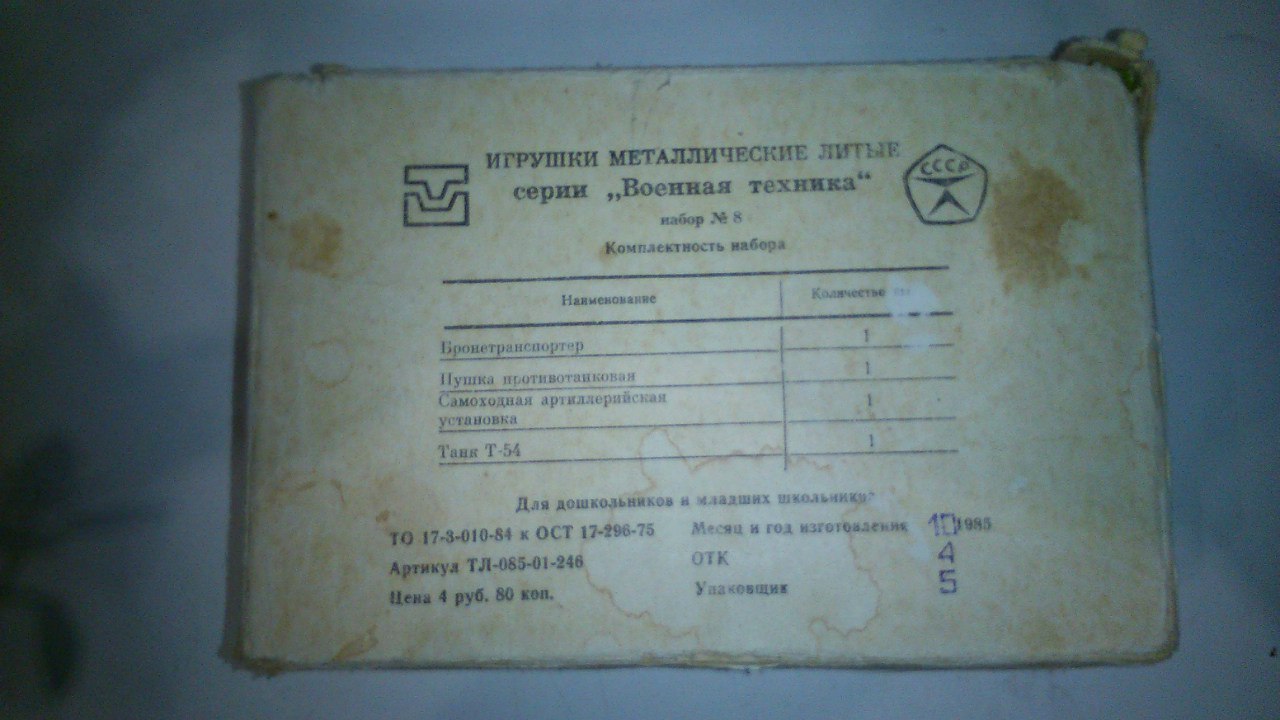 ИГРУШКИ МЕТАЛЛИЧЕСКИЕ ЛИТЫЕ
серии „Военная техника“
СССР
набор № 8
Комплектность набора
Наименование Количество
Бронетранспортер 1
Пушка противотанковая 1
Самоходная артиллерийская
установка 1
Танк Т-54 1
Для дошкольников и младших школьников
ТО 17-3-010-84 к ОСТ 17-296-75 Месяц и год изготовления 10 1985
Артикул ТЛ-085-01-246 ОТК 4
Цена 4 руб. 80 коп. Упаковщик 5